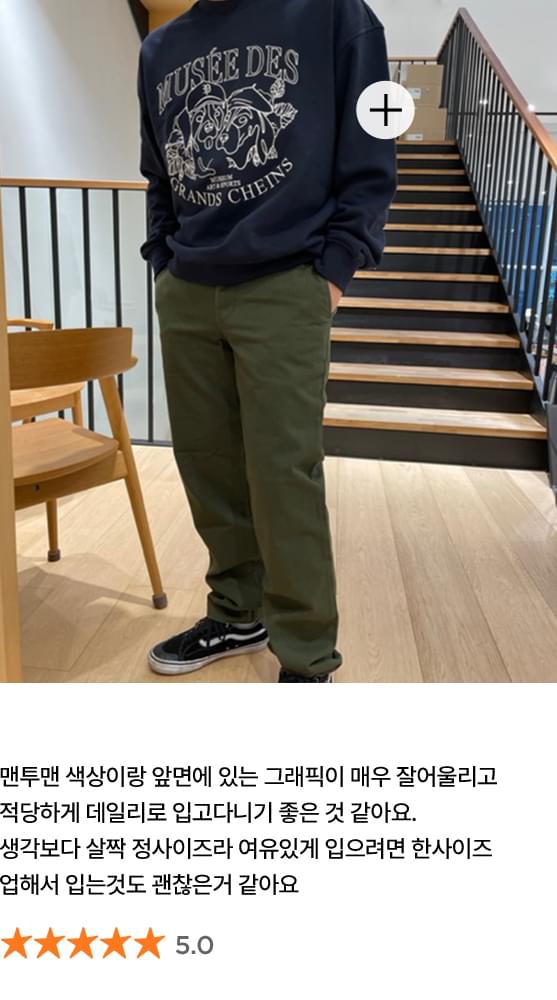 MUSÉE DES
MUSEUM
ART & SPORTS
GRANDS CHEINS
맨투맨 색상이랑 앞면에 있는 그래픽이 매우 잘어울리고
적당하게 데일리로 입고다니기 좋은 것 같아요.
생각보다 살짝 정사이즈라 여유있게 입으려면 한사이즈
업해서 입는것도 괜찮은거 같아요
5.0